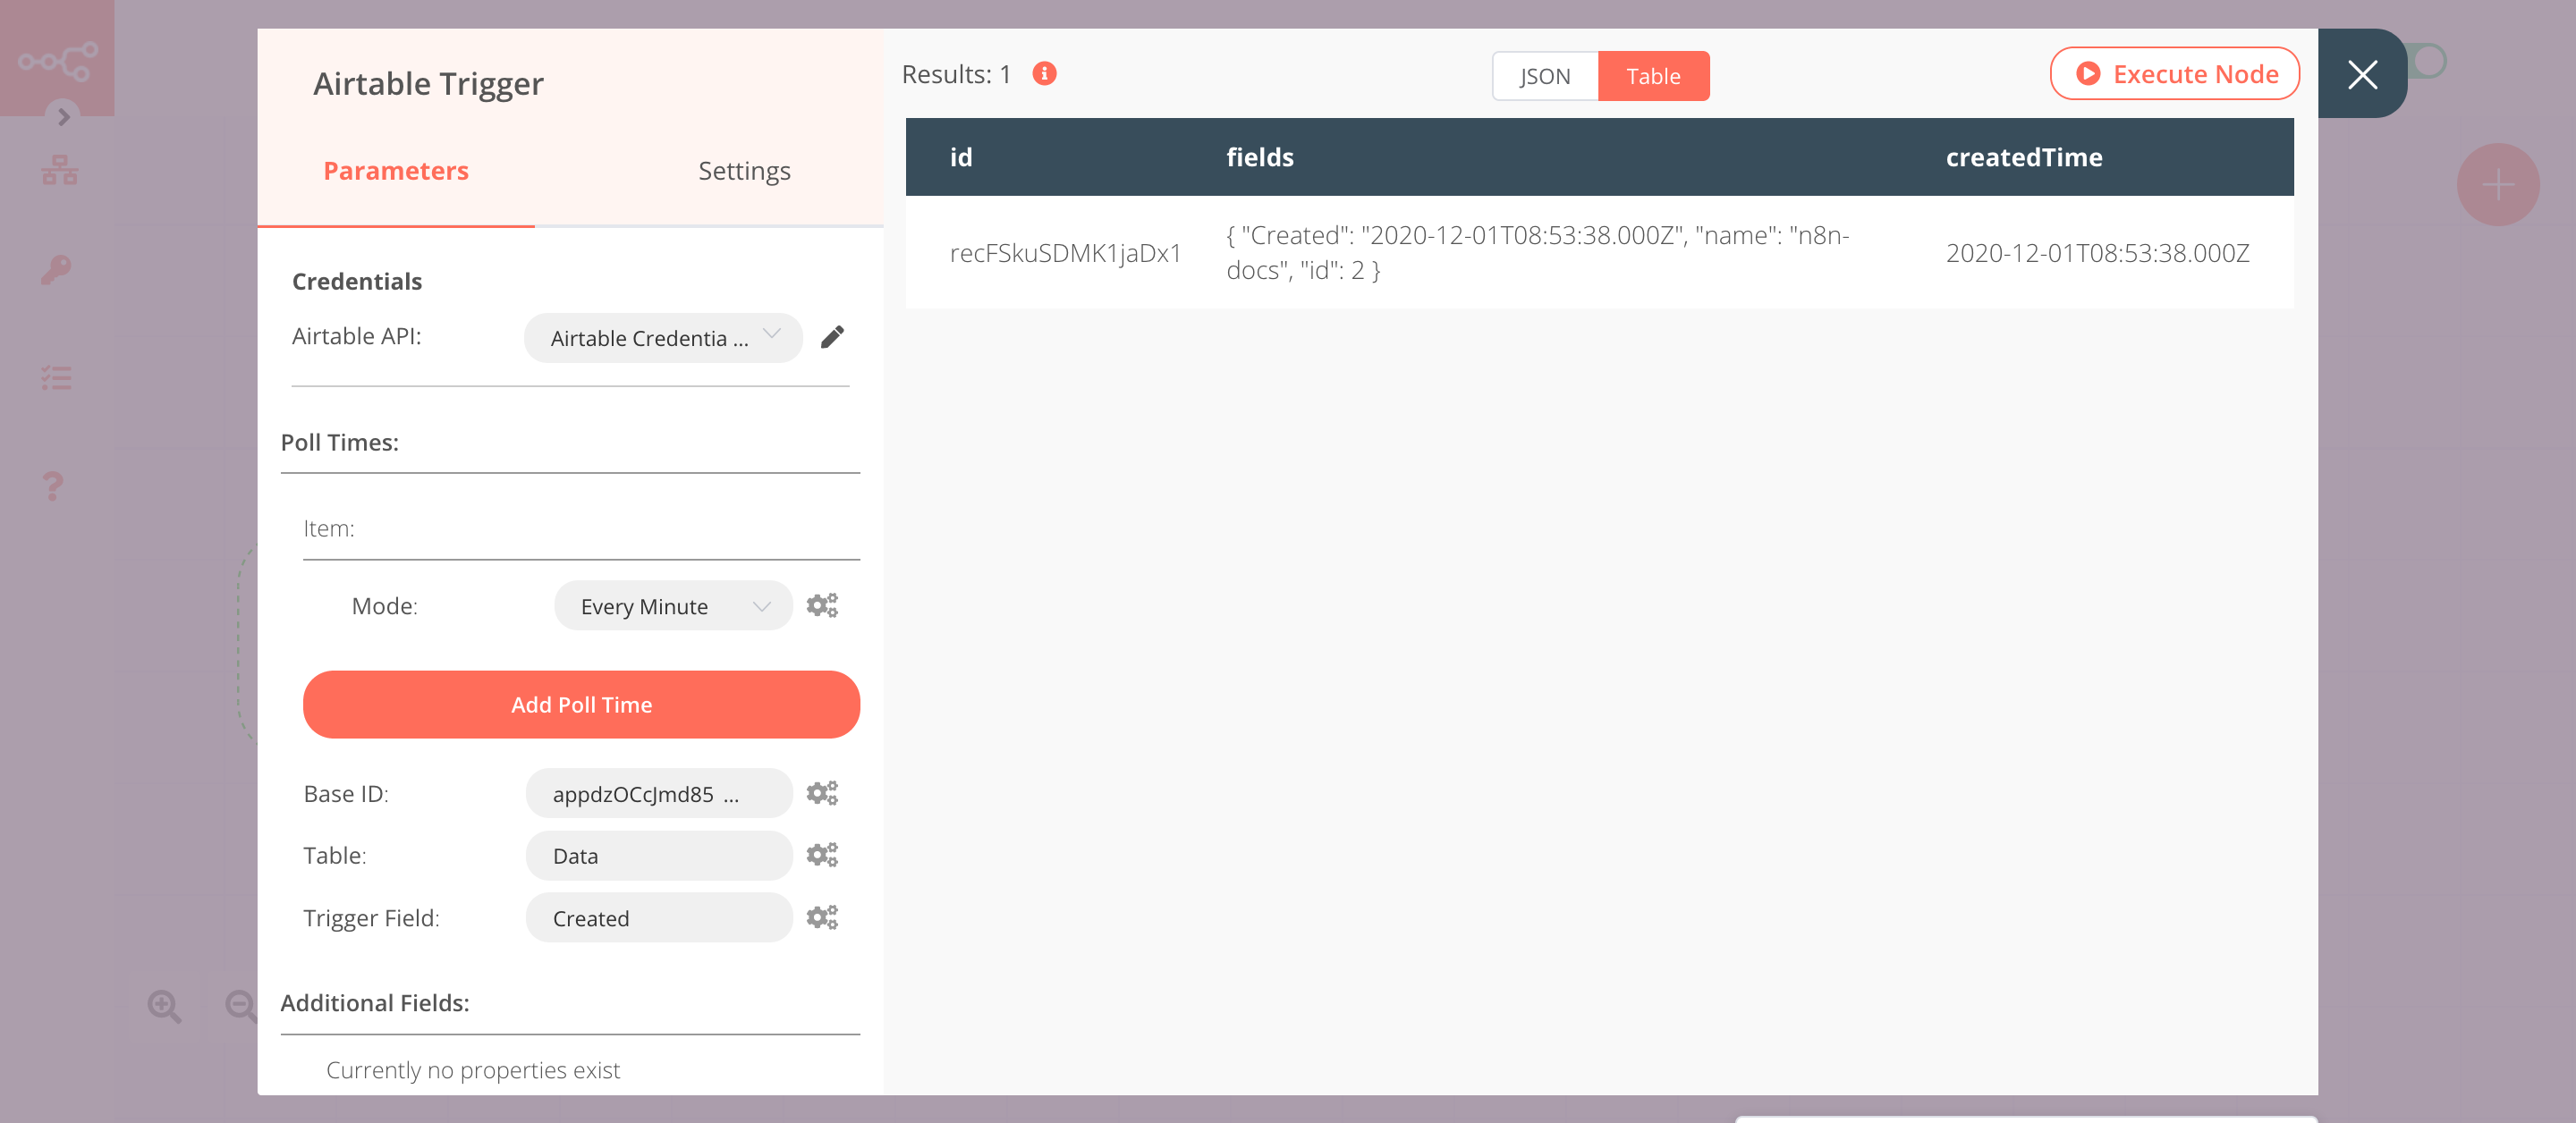 Airtable Trigger
Parameters
Settings
Credentials
Airtable API:
Airtable Credentia ...
Poll Times:
Item:
Mode:
Every Minute
Add Poll Time
Base ID:
appdzOCcJmd85 ...
Table:
Data
Trigger Field:
Created
Additional Fields:
Currently no properties exist
Results: 1
JSON
Table
Execute Node
id
fields
createdTime
recFSkuSDMK1jaDx1
{ "Created": "2020-12-01T08:53:38.000Z", "name": "n8n-
docs", "id": 2 }
2020-12-01T08:53:38.000Z